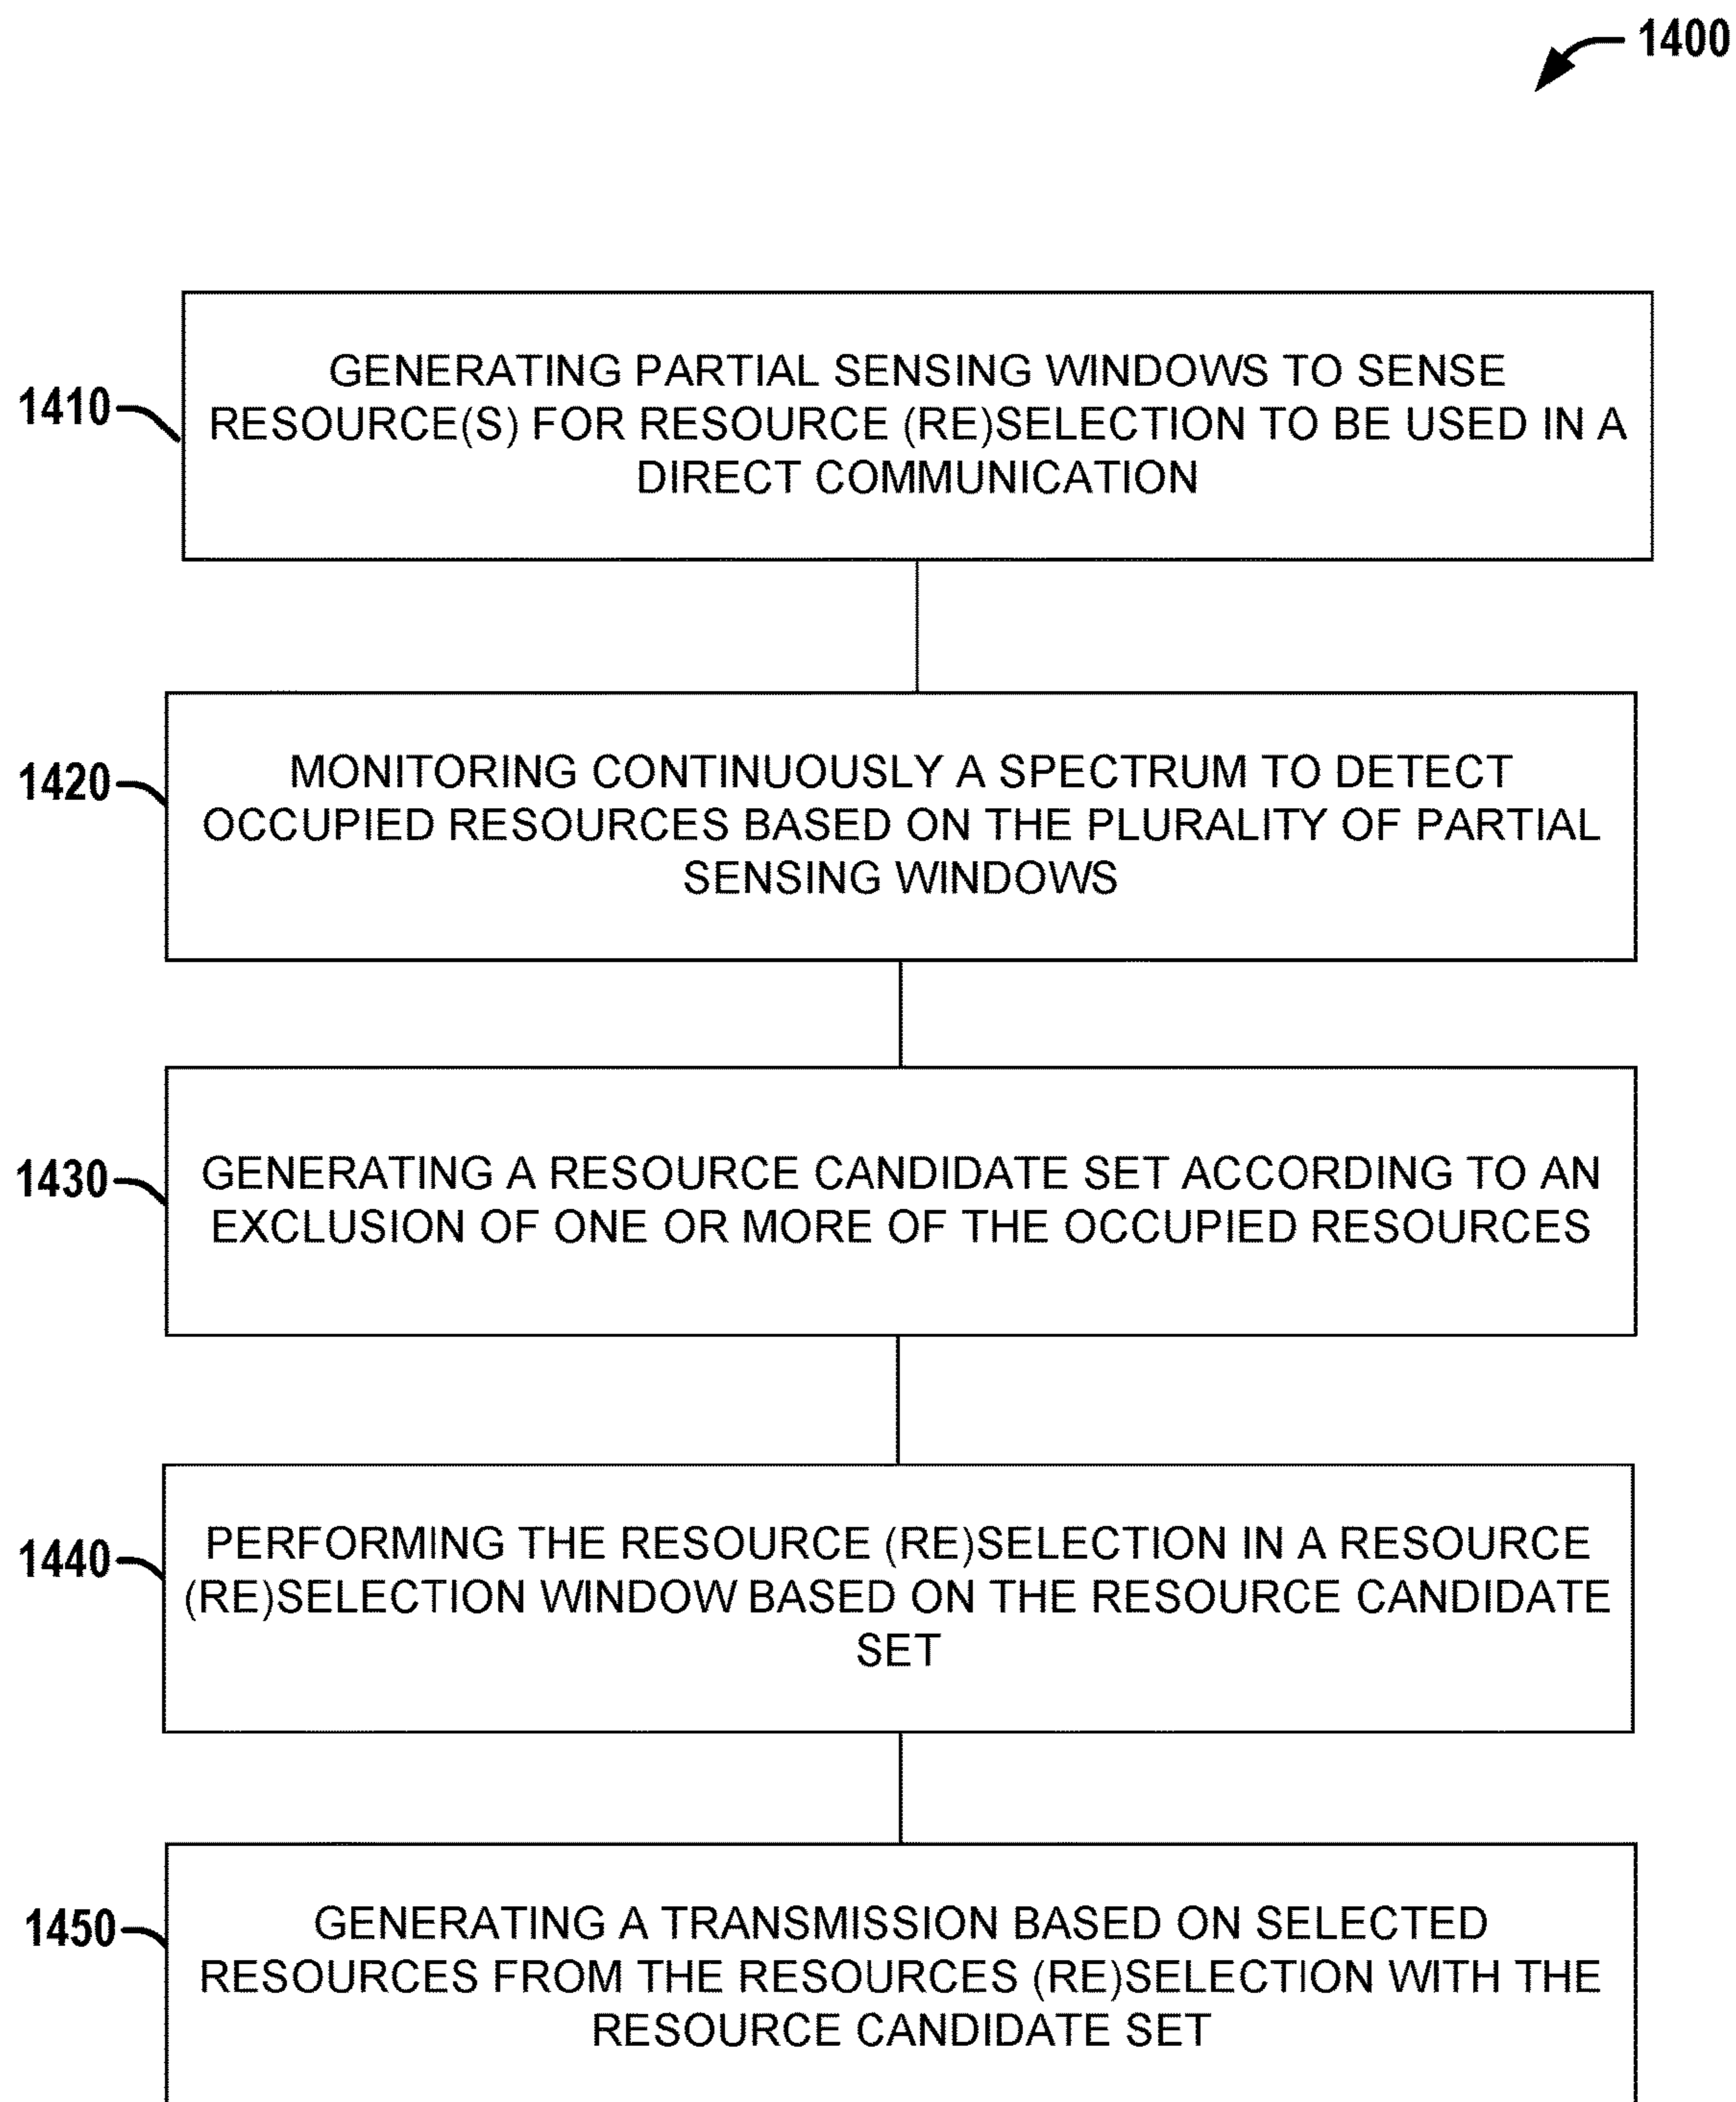 1400
1410
GENERATING PARTIAL SENSING WINDOWS TO SENSE
RESOURCE(S) FOR RESOURCE (RE)SELECTION TO BE USED IN A
DIRECT COMMUNICATION
1420
MONITORING CONTINUOUSLY A SPECTRUM TO DETECT
OCCUPIED RESOURCES BASED ON THE PLURALITY OF PARTIAL
SENSING WINDOWS
1430
GENERATING A RESOURCE CANDIDATE SET ACCORDING TO AN
EXCLUSION OF ONE OR MORE OF THE OCCUPIED RESOURCES
1440
PERFORMING THE RESOURCE (RE)SELECTION IN A RESOURCE
(RE)SELECTION WINDOW BASED ON THE RESOURCE CANDIDATE
SET
1450
GENERATING A TRANSMISSION BASED ON SELECTED
RESOURCES FROM THE RESOURCES (RE)SELECTION WITH THE
RESOURCE CANDIDATE SET